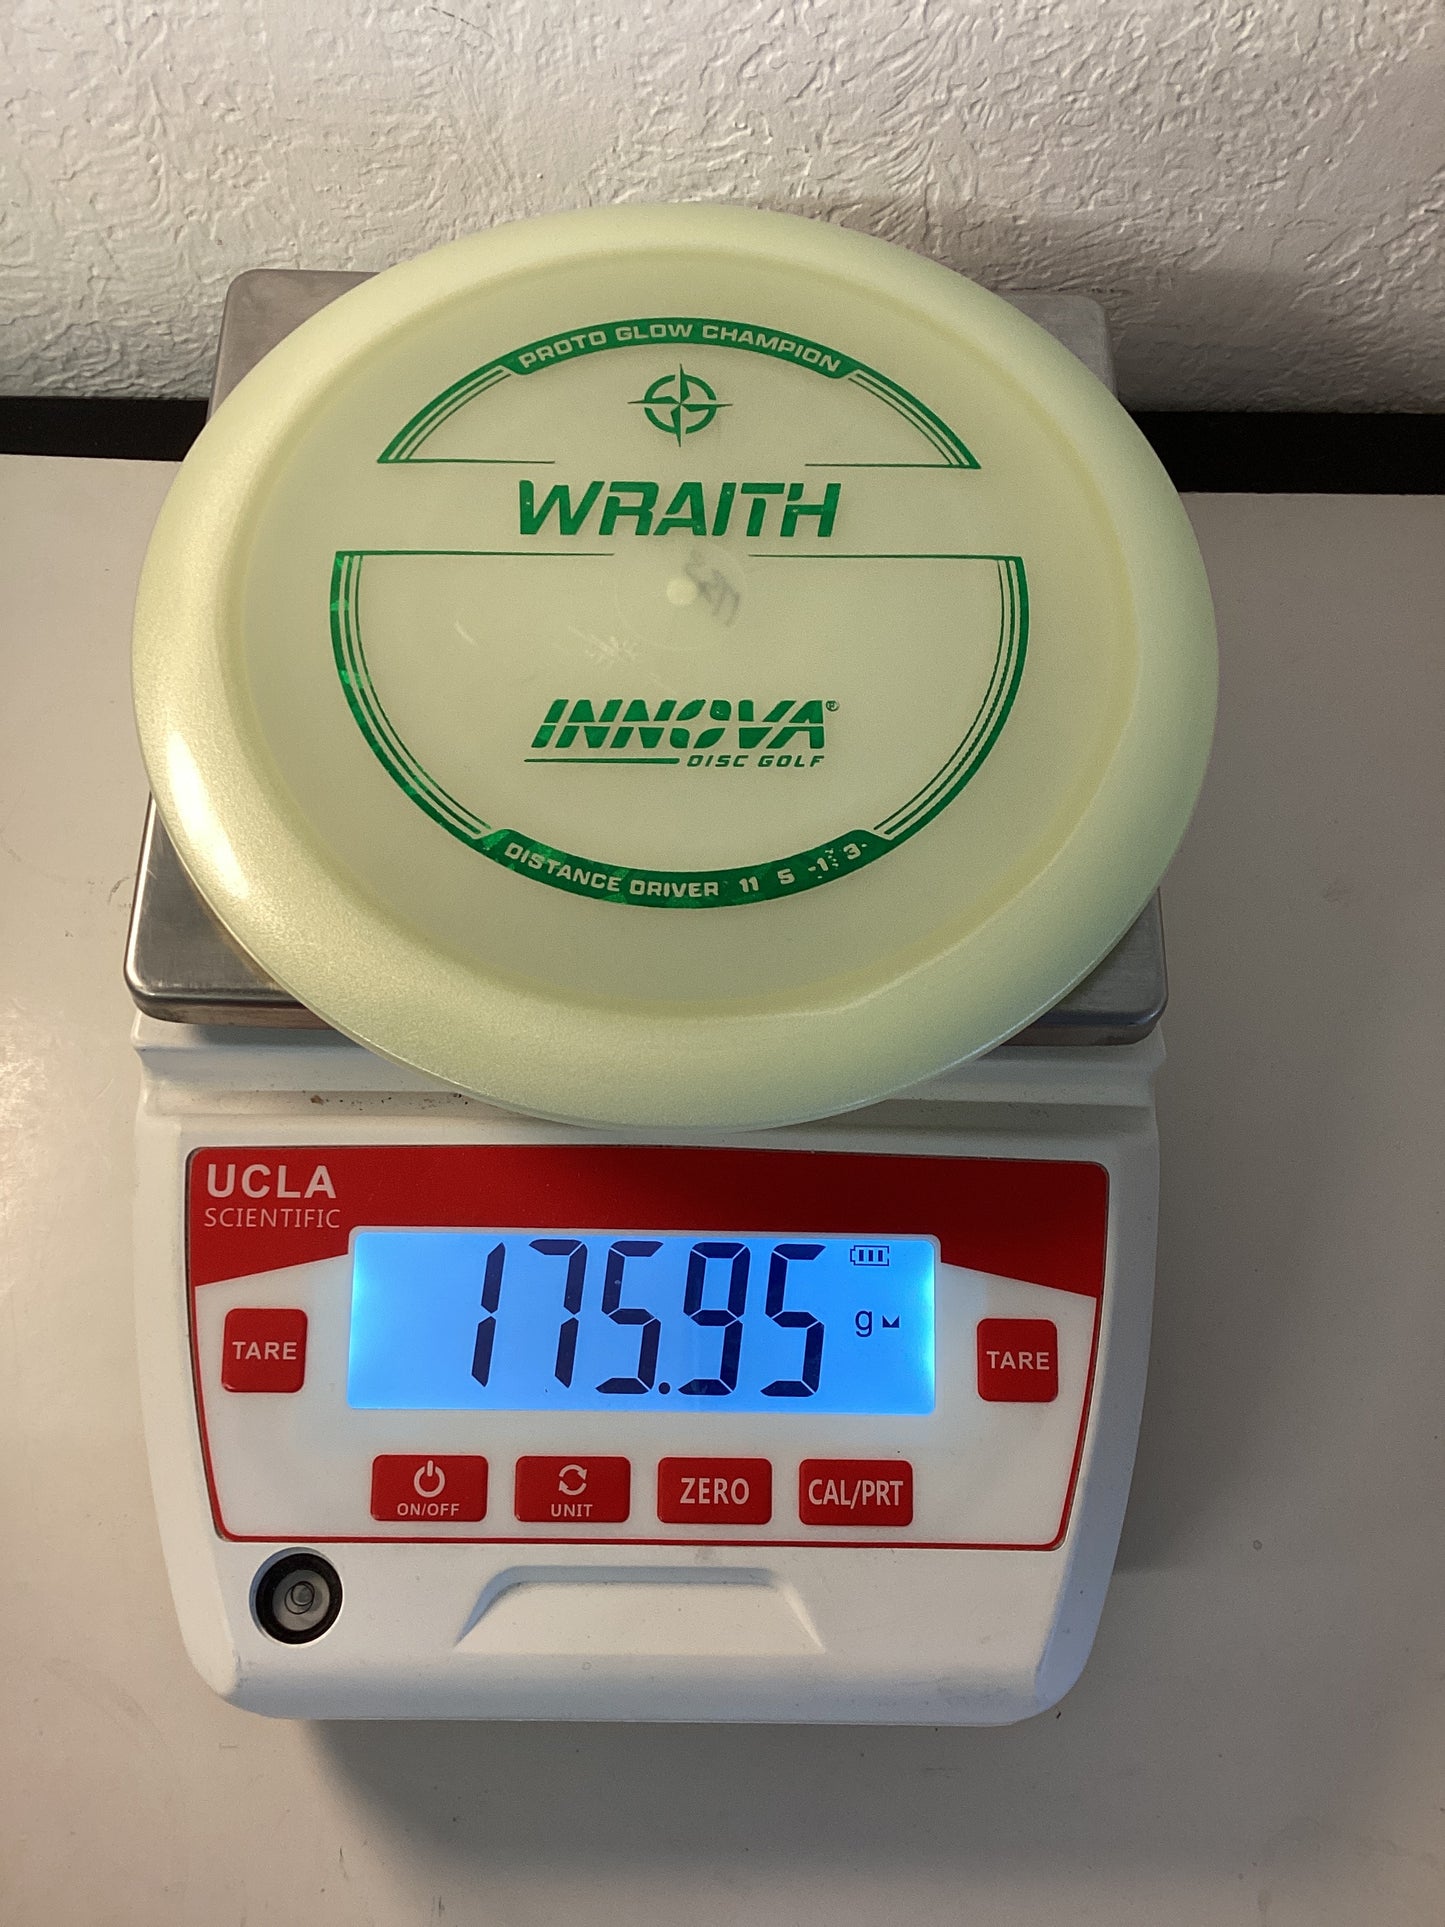 PROTO GLOW CHAMPION
WRAITH
INNOVA®
DISC GOLF
DISTANCE DRIVER 11 5 -1 3
UCLA
SCIENTIFIC
175.95 g
TARE
TARE
ON/OFF
UNIT
ZERO
CAL/PRT